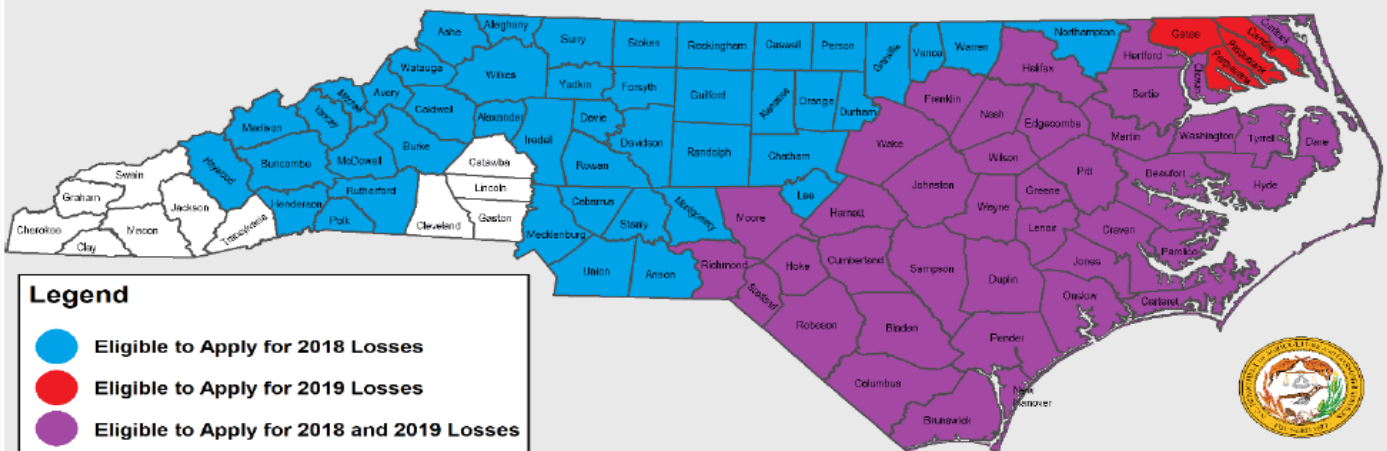 Ashe
Alleghany
Surry
Stokes
Rockingham
Caswell
Person
Granville
Vance
Warren
Northampton
Gates
Camden
Currituck
Pasquotank
Perquimans
Chowan
Hertford
Halifax
Bertie
Watauga
Wilkes
Yadkin
Forsyth
Guilford
Alamance
Orange
Durham
Franklin
Nash
Edgecombe
Martin
Washington
Tyrrell
Dare
Mitchell
Avery
Caldwell
Alexander
Iredell
Davie
Davidson
Randolph
Chatham
Wake
Wilson
Pitt
Beaufort
Hyde
Madison
Yancey
Burke
McDowell
Buncombe
Haywood
Catawba
Rowan
Lee
Johnston
Greene
Swain
Graham
Cherokee
Clay
Macon
Jackson
Transylvania
Henderson
Polk
Rutherford
Cleveland
Lincoln
Gaston
Mecklenburg
Cabarrus
Stanly
Montgomery
Moore
Harnett
Wayne
Lenoir
Craven
Pamlico
Union
Anson
Richmond
Scotland
Hoke
Cumberland
Sampson
Duplin
Jones
Onslow
Carteret
Robeson
Bladen
Pender
Columbus
Brunswick
New
Hanover
Legend
Eligible to Apply for 2018 Losses
Eligible to Apply for 2019 Losses
Eligible to Apply for 2018 and 2019 Losses